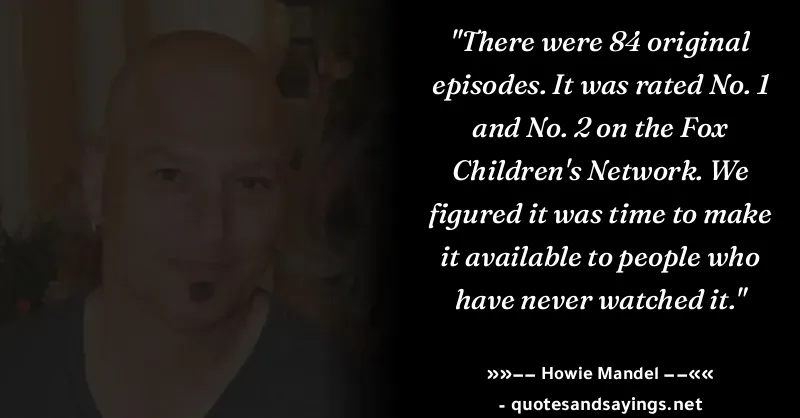 "There were 84 original
episodes. It was rated No. 1
and No. 2 on the Fox
Children's Network. We
figured it was time to make
it available to people who
have never watched it."
»»−− Howie Mandel −−««
- quotesandsayings.net